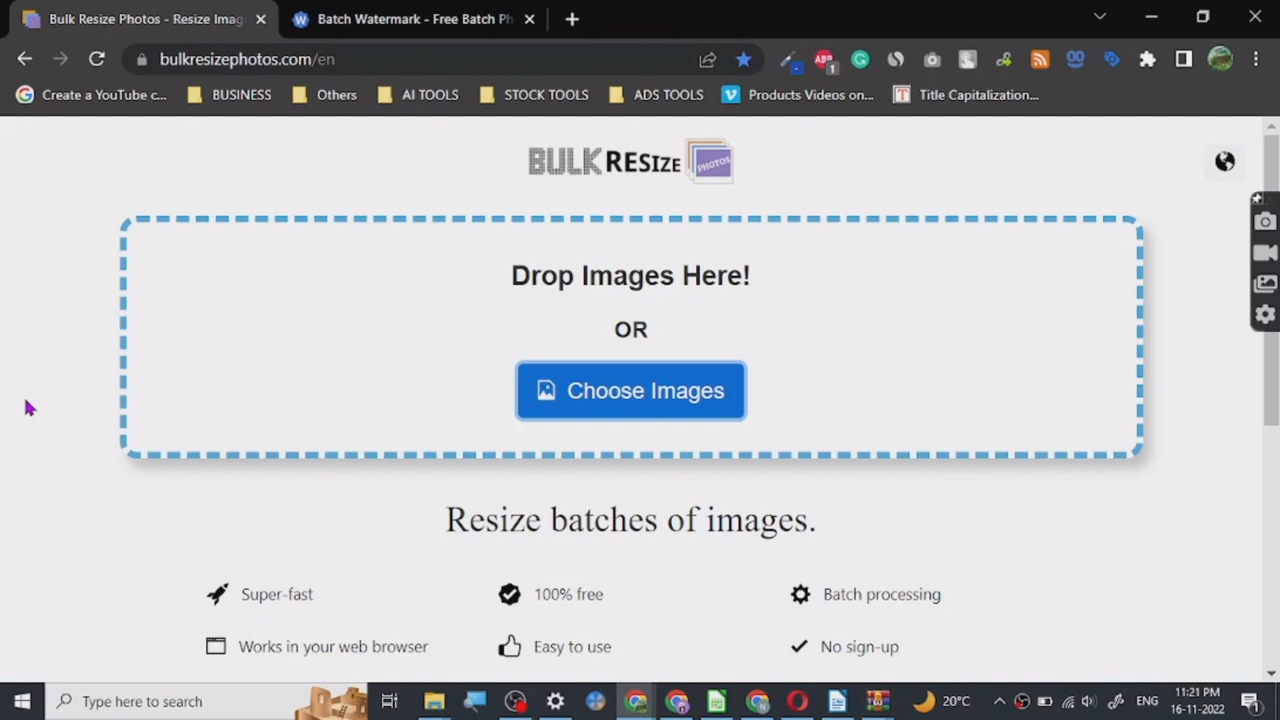 Bulk Resize Photos - Resize Imag
Batch Watermark - Free Batch Ph
bulkresizephotos.com/en
ABP
1
Create a YouTube c...
BUSINESS
Others
AI TOOLS
STOCK TOOLS
ADS TOOLS
Products Videos on...
Title Capitalization...
BULK RESIZE PHOTOS
Drop Images Here!
OR
Choose Images
Resize batches of images.
Super-fast
100% free
Batch processing
Works in your web browser
Easy to use
No sign-up
Type here to search
20°C
ENG
11:21 PM
16-11-2022
1